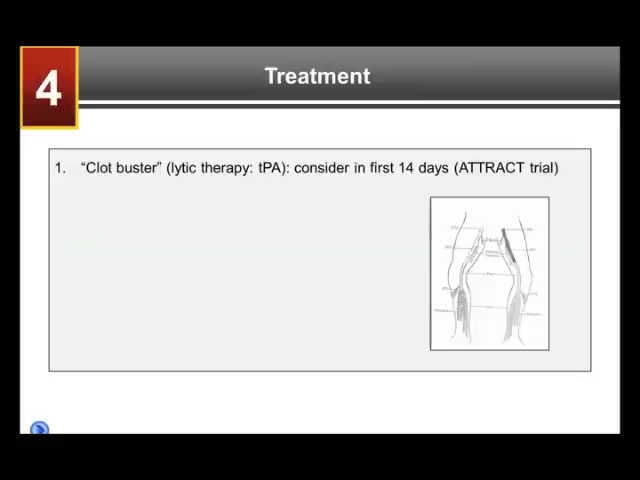 4
Treatment
1. “Clot buster” (lytic therapy: tPA): consider in first 14 days (ATTRACT trial)